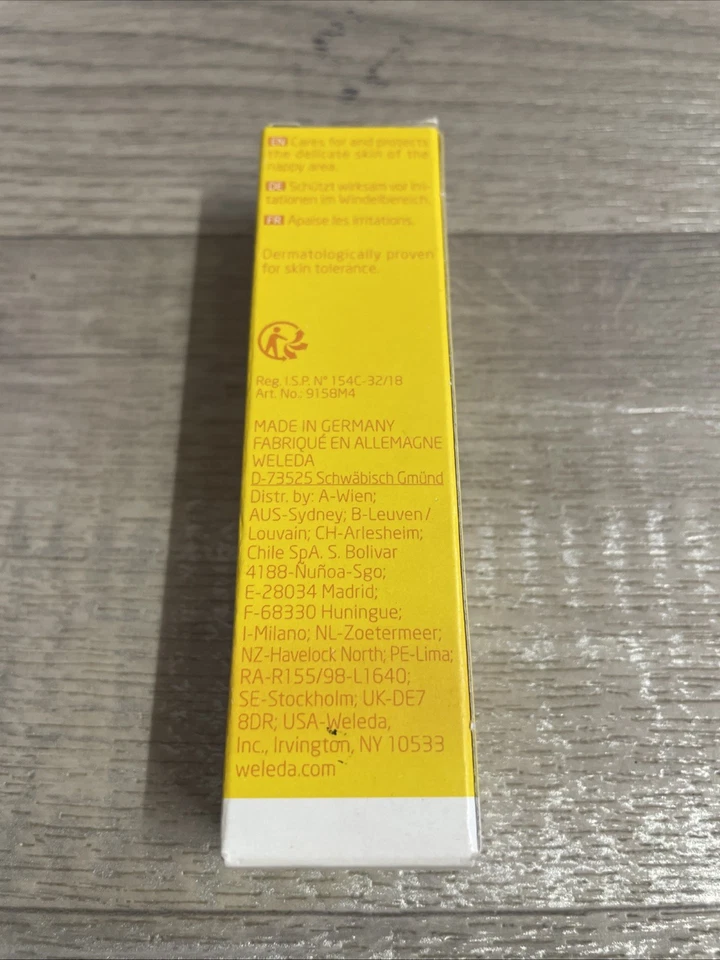 EN Cares for and protects
the delicate skin of the
nappy area.
DE Schützt wirksam vor Irri-
tationen im Windelbereich.
FR Apaise les irritations.
Dermatologically proven
for skin tolerance.
Reg. I.S.P. N° 154C-32/18
Art. No.: 9158M4
MADE IN GERMANY
FABRIQUÉ EN ALLEMAGNE
WELEDA
D-73525 Schwäbisch Gmünd
Distr. by: A-Wien;
AUS-Sydney; B-Leuven/
Louvain; CH-Arlesheim;
Chile SpA. S. Bolivar
4188-Ñuñoa-Sgo;
E-28034 Madrid;
F-68330 Huningue;
I-Milano; NL-Zoetermeer;
NZ-Havelock North; PE-Lima;
RA-R155/98-L1640;
SE-Stockholm; UK-DE7
8DR; USA-Weleda,
Inc., Irvington, NY 10533
weleda.com